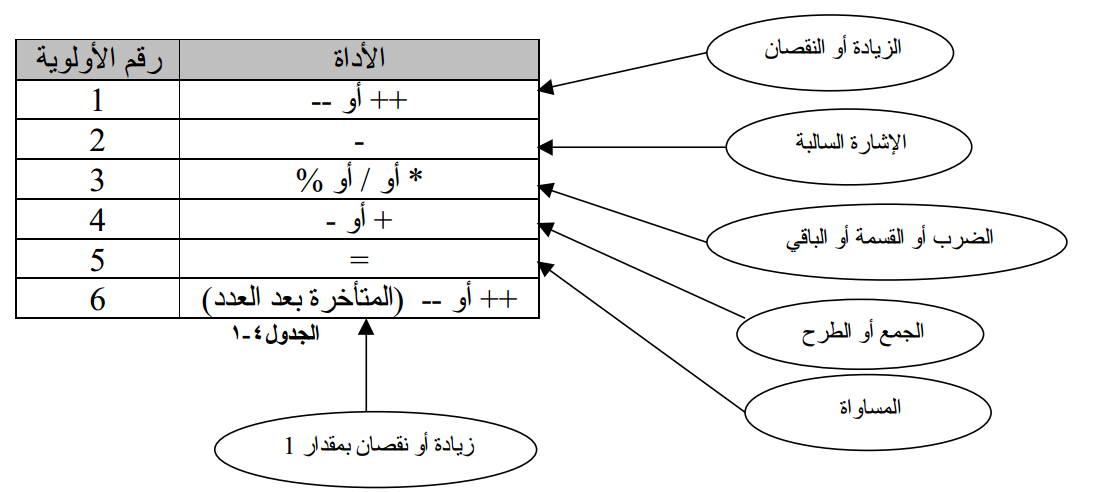 رقم الأولوية الأداة
1 ++ أو --
2 -
3 * أو / أو %
4 + أو -
5 =
6 ++ أو -- (المتأخرة بعد العدد)
الجدول٤-١
الزيادة أو النقصان
الإشارة السالبة
الضرب أو القسمة أو الباقي
الجمع أو الطرح
المساواة
زيادة أو نقصان بمقدار 1